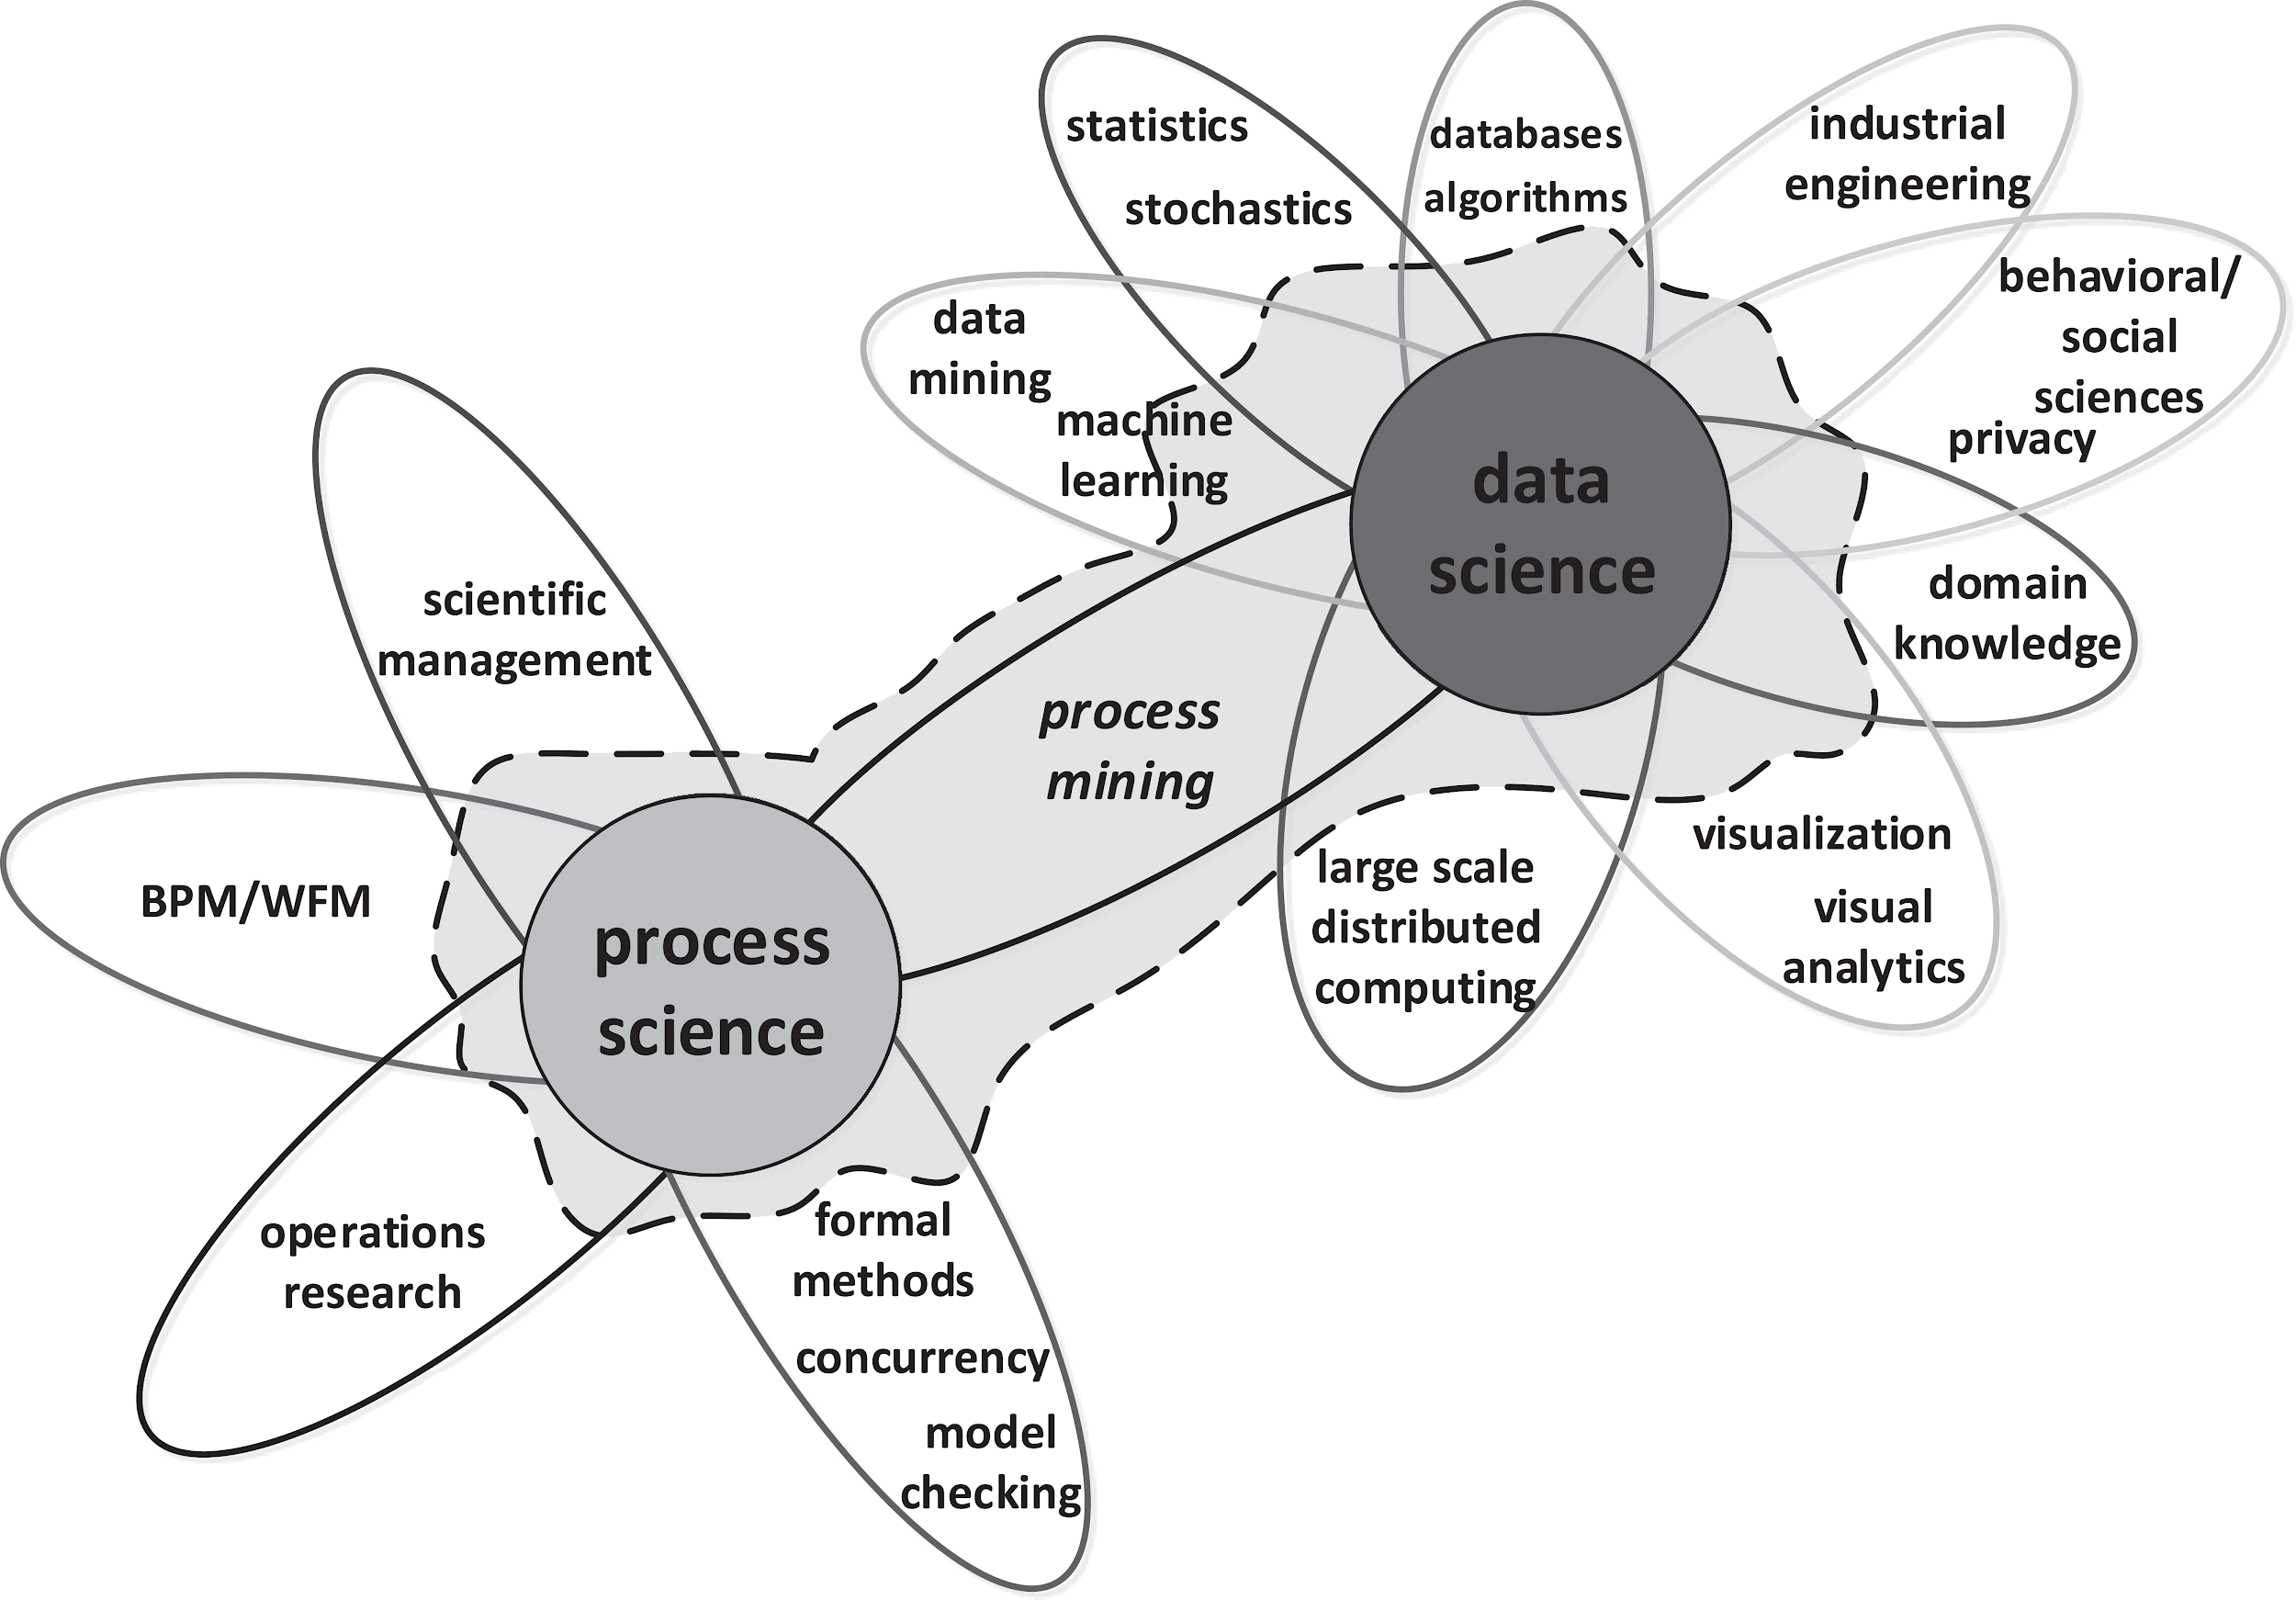 statistics
stochastics
databases
algorithms
industrial
engineering
behavioral/
social
sciences
privacy
data
mining
machine
learning
data
science
domain
knowledge
scientific
management
process
mining
visualization
visual
analytics
large scale
distributed
computing
BPM/WFM
process
science
operations
research
formal
methods
concurrency
model
checking